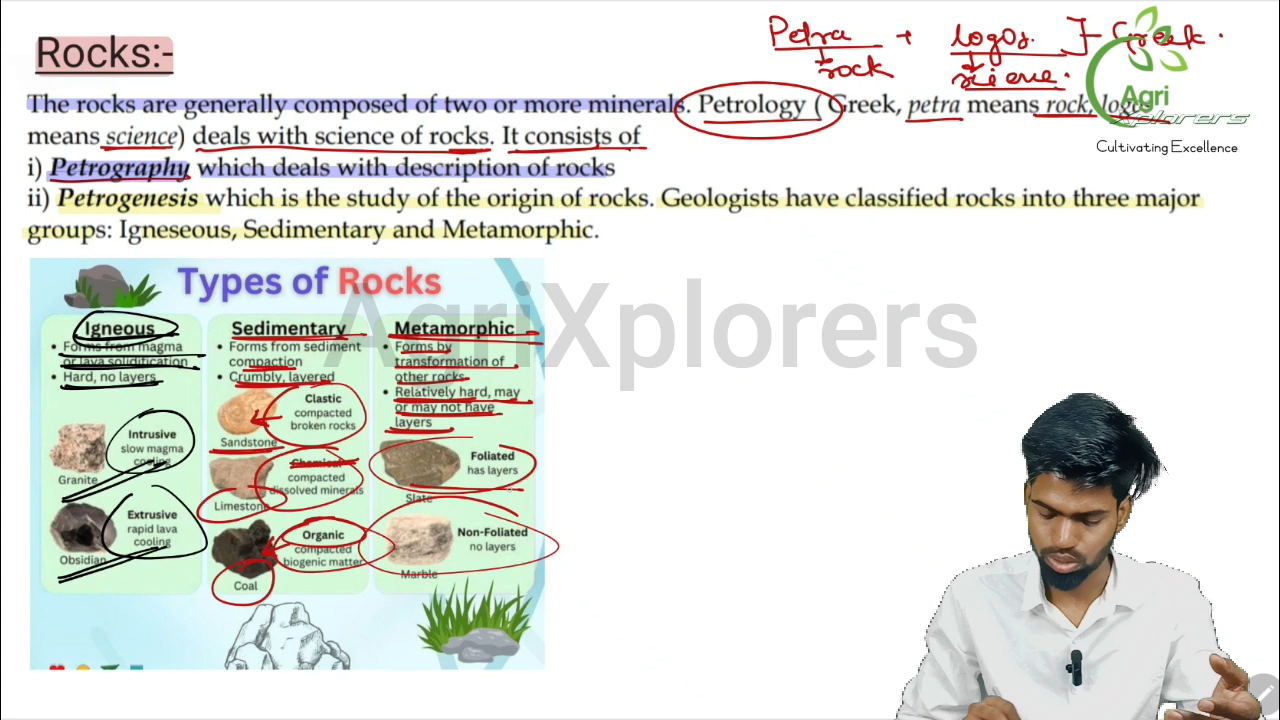 Petra + logos ] Greek.
rock science.
Rocks:-
The rocks are generally composed of two or more minerals. Petrology ( Greek, petra means rock, logos
means science) deals with science of rocks. It consists of
i) Petrography which deals with description of rocks
ii) Petrogenesis which is the study of the origin of rocks. Geologists have classified rocks into three major
groups: Igneseous, Sedimentary and Metamorphic.
Agri
Xplorers
Cultivating Excellence
AgriXplorers
Types of Rocks
Igneous
• Forms from magma
or lava solidification
• Hard, no layers
Intrusive
slow magma
cooling
Granite
Extrusive
rapid lava
cooling
Obsidian
Sedimentary
• Forms from sediment
compaction
• Crumbly, layered
Clastic
compacted
broken rocks
Sandstone
Chemical
compacted
dissolved minerals
Limestone
Organic
compacted
biogenic matter
Coal
Metamorphic
• Forms by
transformation of
other rocks
• Relatively hard, may
or may not have
layers
Foliated
has layers
Slate
Non-Foliated
no layers
Marble